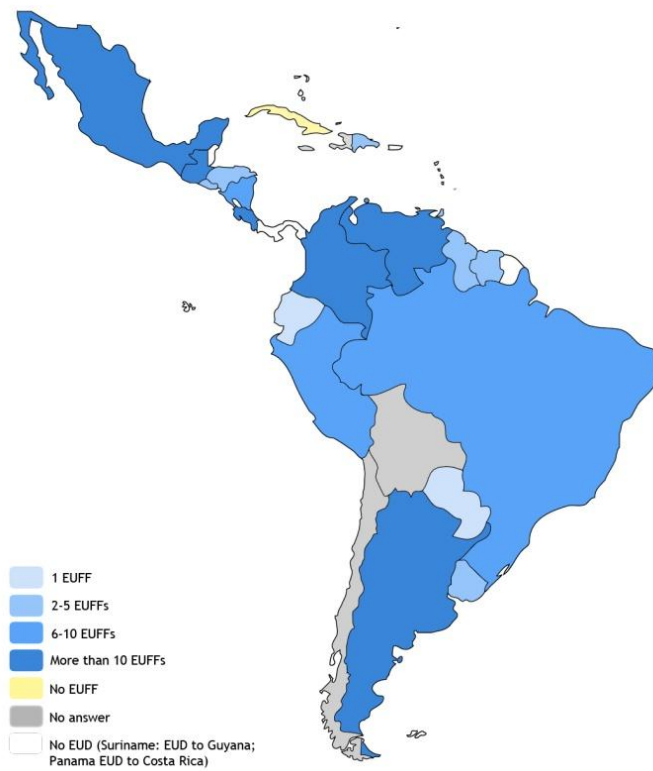 1 EUFF
2-5 EUFFs
6-10 EUFFs
More than 10 EUFFs
No EUFF
No answer
No EUD (Suriname: EUD to Guyana;
Panama EUD to Costa Rica)